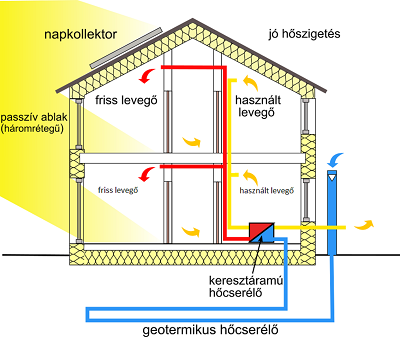 napkollektor
jó hőszigetés
friss levegő
használt
levegő
passzív ablak
(háromrétegű)
friss levegő
használt levegő
keresztáramú
hőcserélő
geotermikus hőcserélő